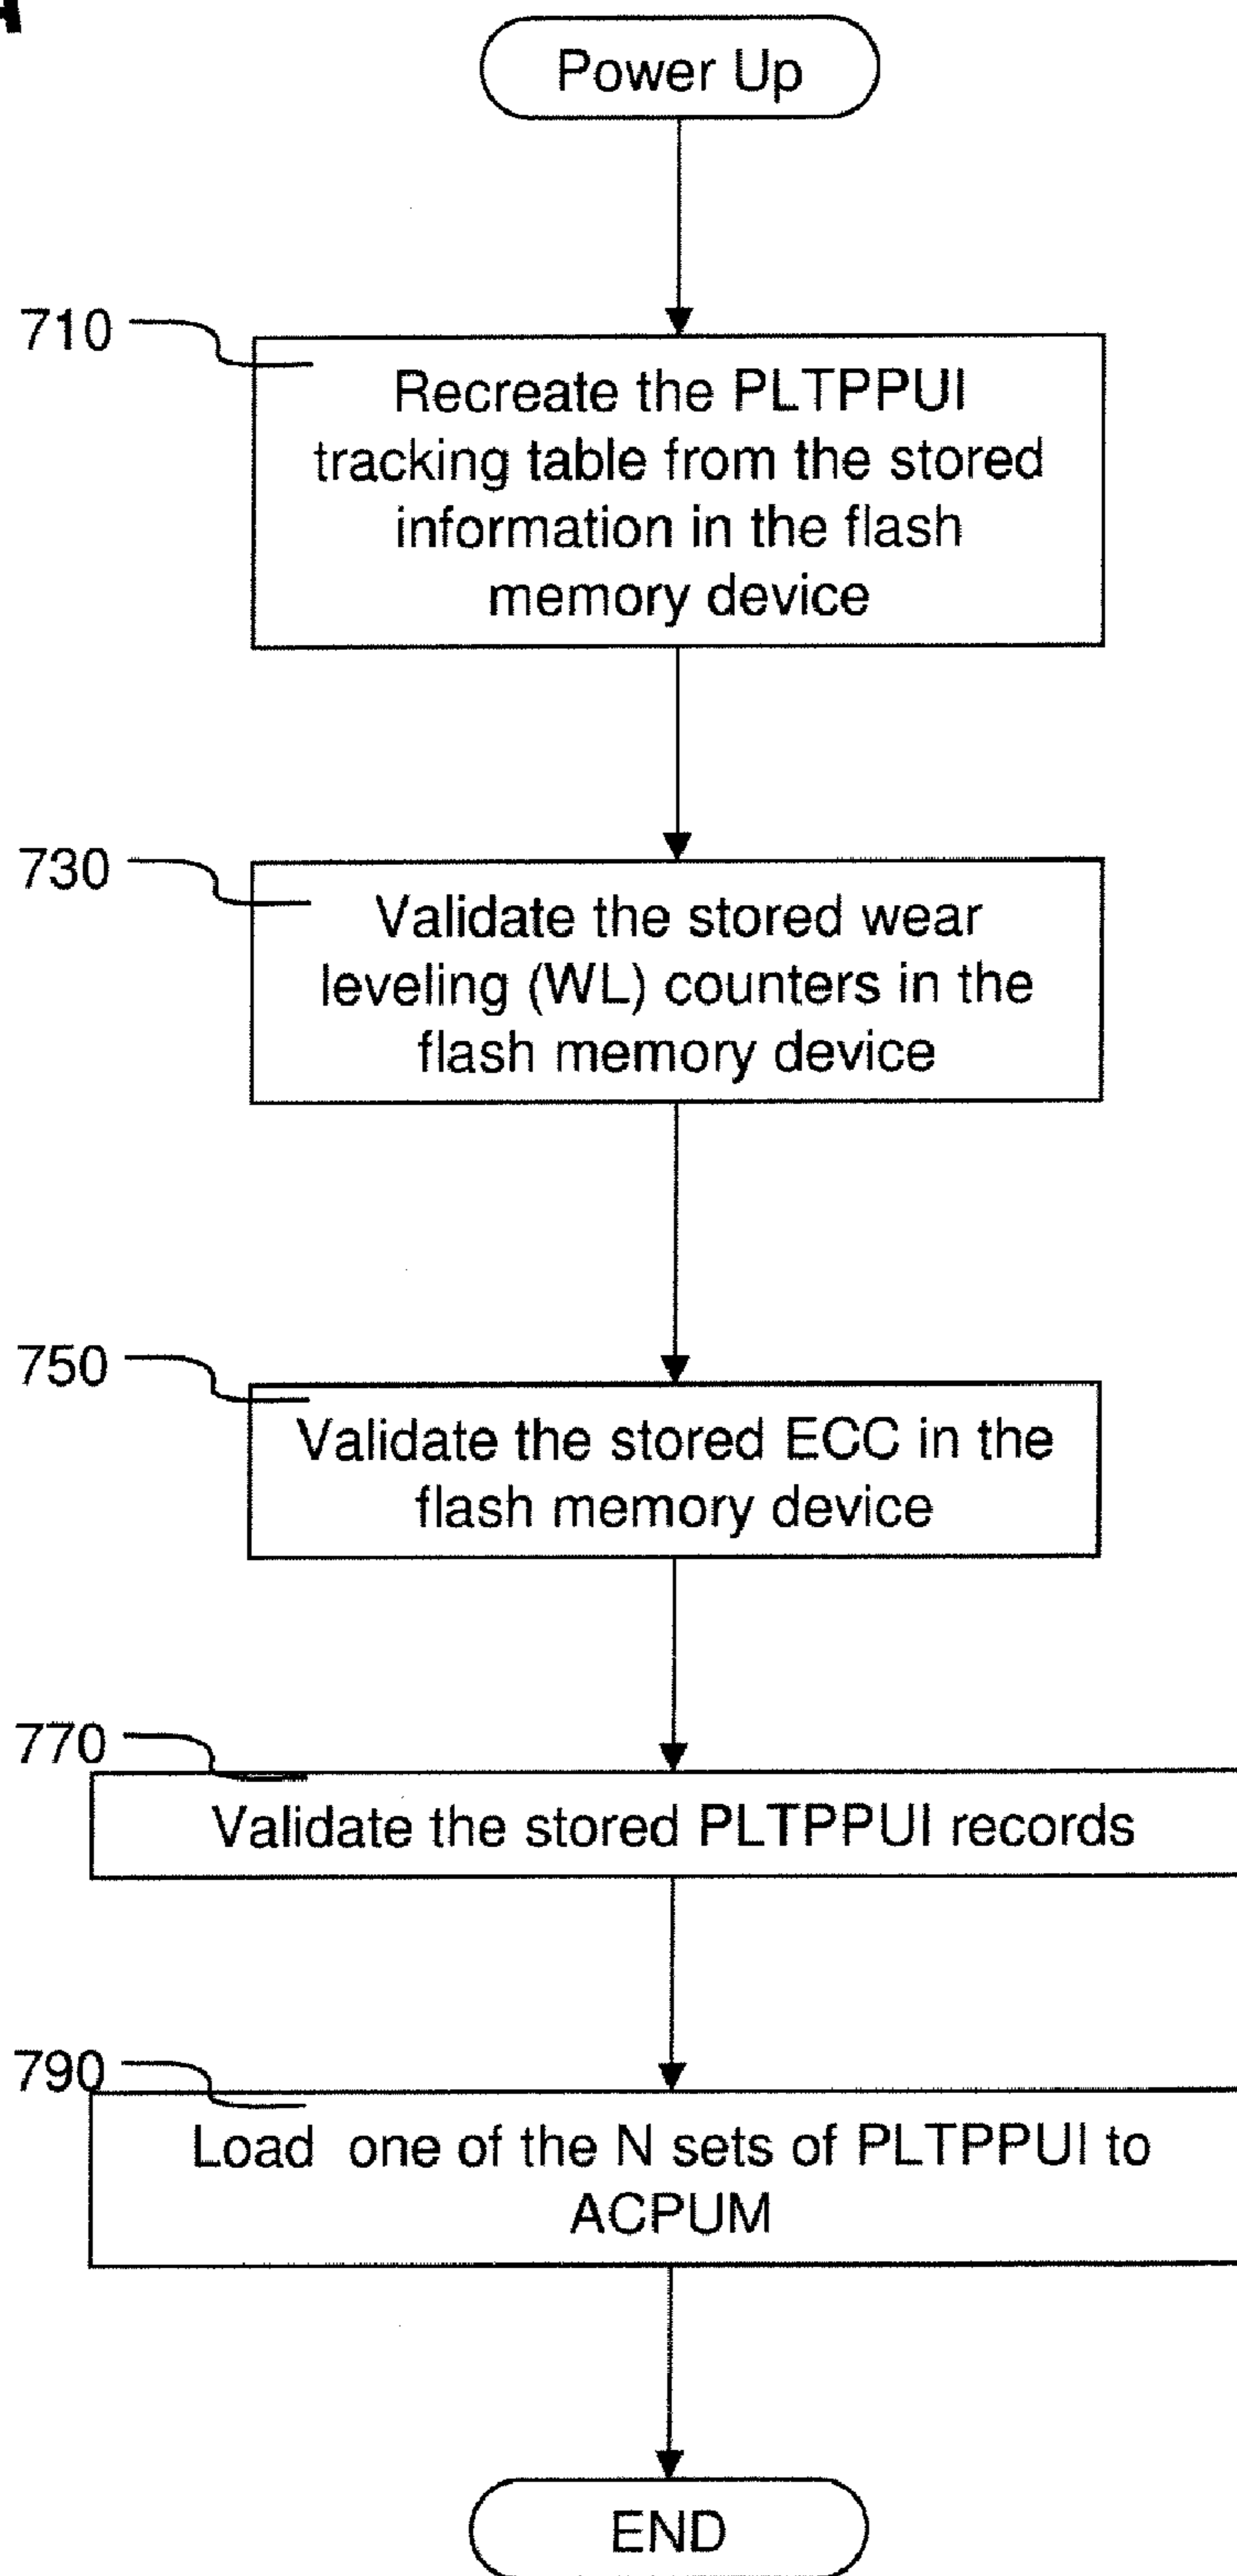 Power Up
710
Recreate the PLTPPUI
tracking table from the stored
information in the flash
memory device
730
Validate the stored wear
leveling (WL) counters in the
flash memory device
750
Validate the stored ECC in the
flash memory device
770
Validate the stored PLTPPUI records
790
Load one of the N sets of PLTPPUI to
ACPUM
END